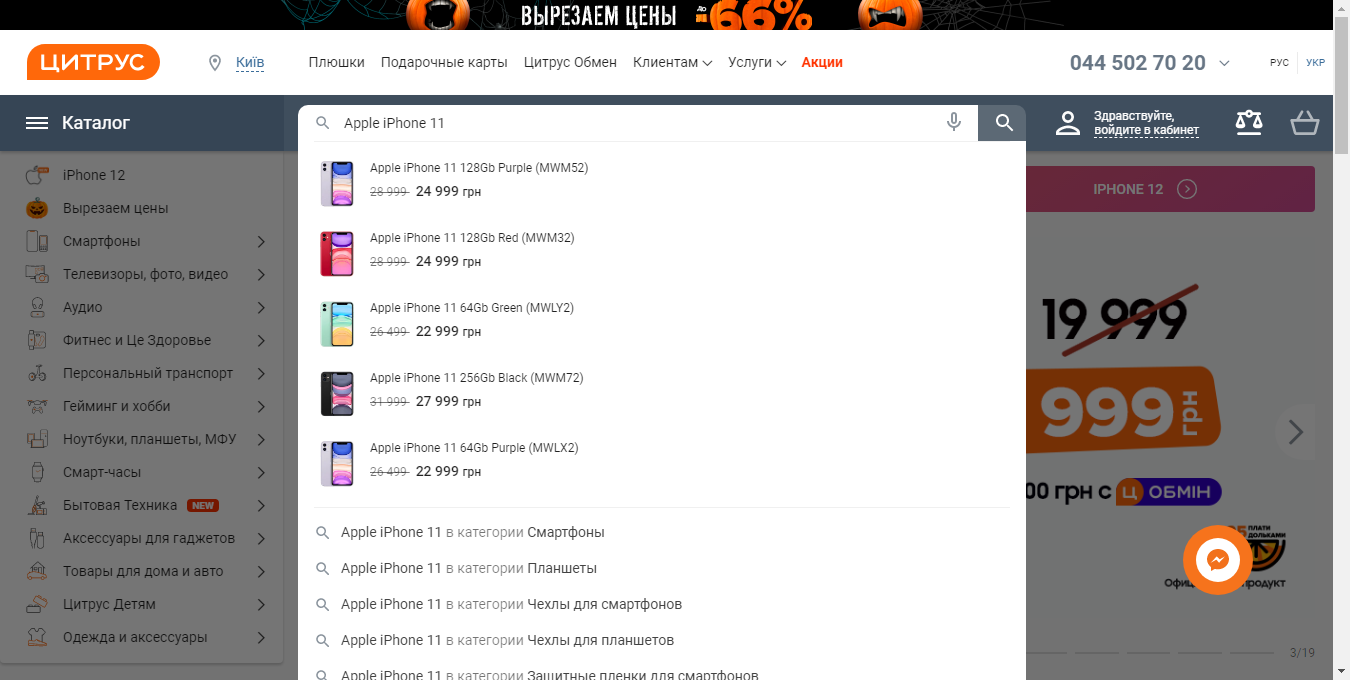 ВЫРЕЗАЕМ ЦЕНЫ ДО -66%
ЦИТРУС
Київ
Плюшки
Подарочные карты
Цитрус Обмен
Клиентам
Услуги
Акции
044 502 70 20
РУС
УКР
Каталог
Apple iPhone 11
Здравствуйте,
войдите в кабинет
iPhone 12
Вырезаем цены
Смартфоны
Телевизоры, фото, видео
Аудио
Фитнес и Це Здоровье
Персональный транспорт
Гейминг и хобби
Ноутбуки, планшеты, МФУ
Смарт-часы
Бытовая Техника NEW
Аксессуары для гаджетов
Товары для дома и авто
Цитрус Детям
Одежда и аксессуары
Apple iPhone 11 128Gb Purple (MWM52)
28 999 24 999 грн
Apple iPhone 11 128Gb Red (MWM32)
28 999 24 999 грн
Apple iPhone 11 64Gb Green (MWLY2)
26 499 22 999 грн
Apple iPhone 11 256Gb Black (MWM72)
31 999 27 999 грн
Apple iPhone 11 64Gb Purple (MWLX2)
26 499 22 999 грн
Apple iPhone 11 в категории Смартфоны
Apple iPhone 11 в категории Планшеты
Apple iPhone 11 в категории Чехлы для смартфонов
Apple iPhone 11 в категории Чехлы для планшетов
Apple iPhone 11 в категории Защитные пленки для смартфонов
IPHONE 12
19 999
999 грн
00 грн с Ц ОБМІН
ПЛАТИ
ДОЛЬКАМИ
3/19